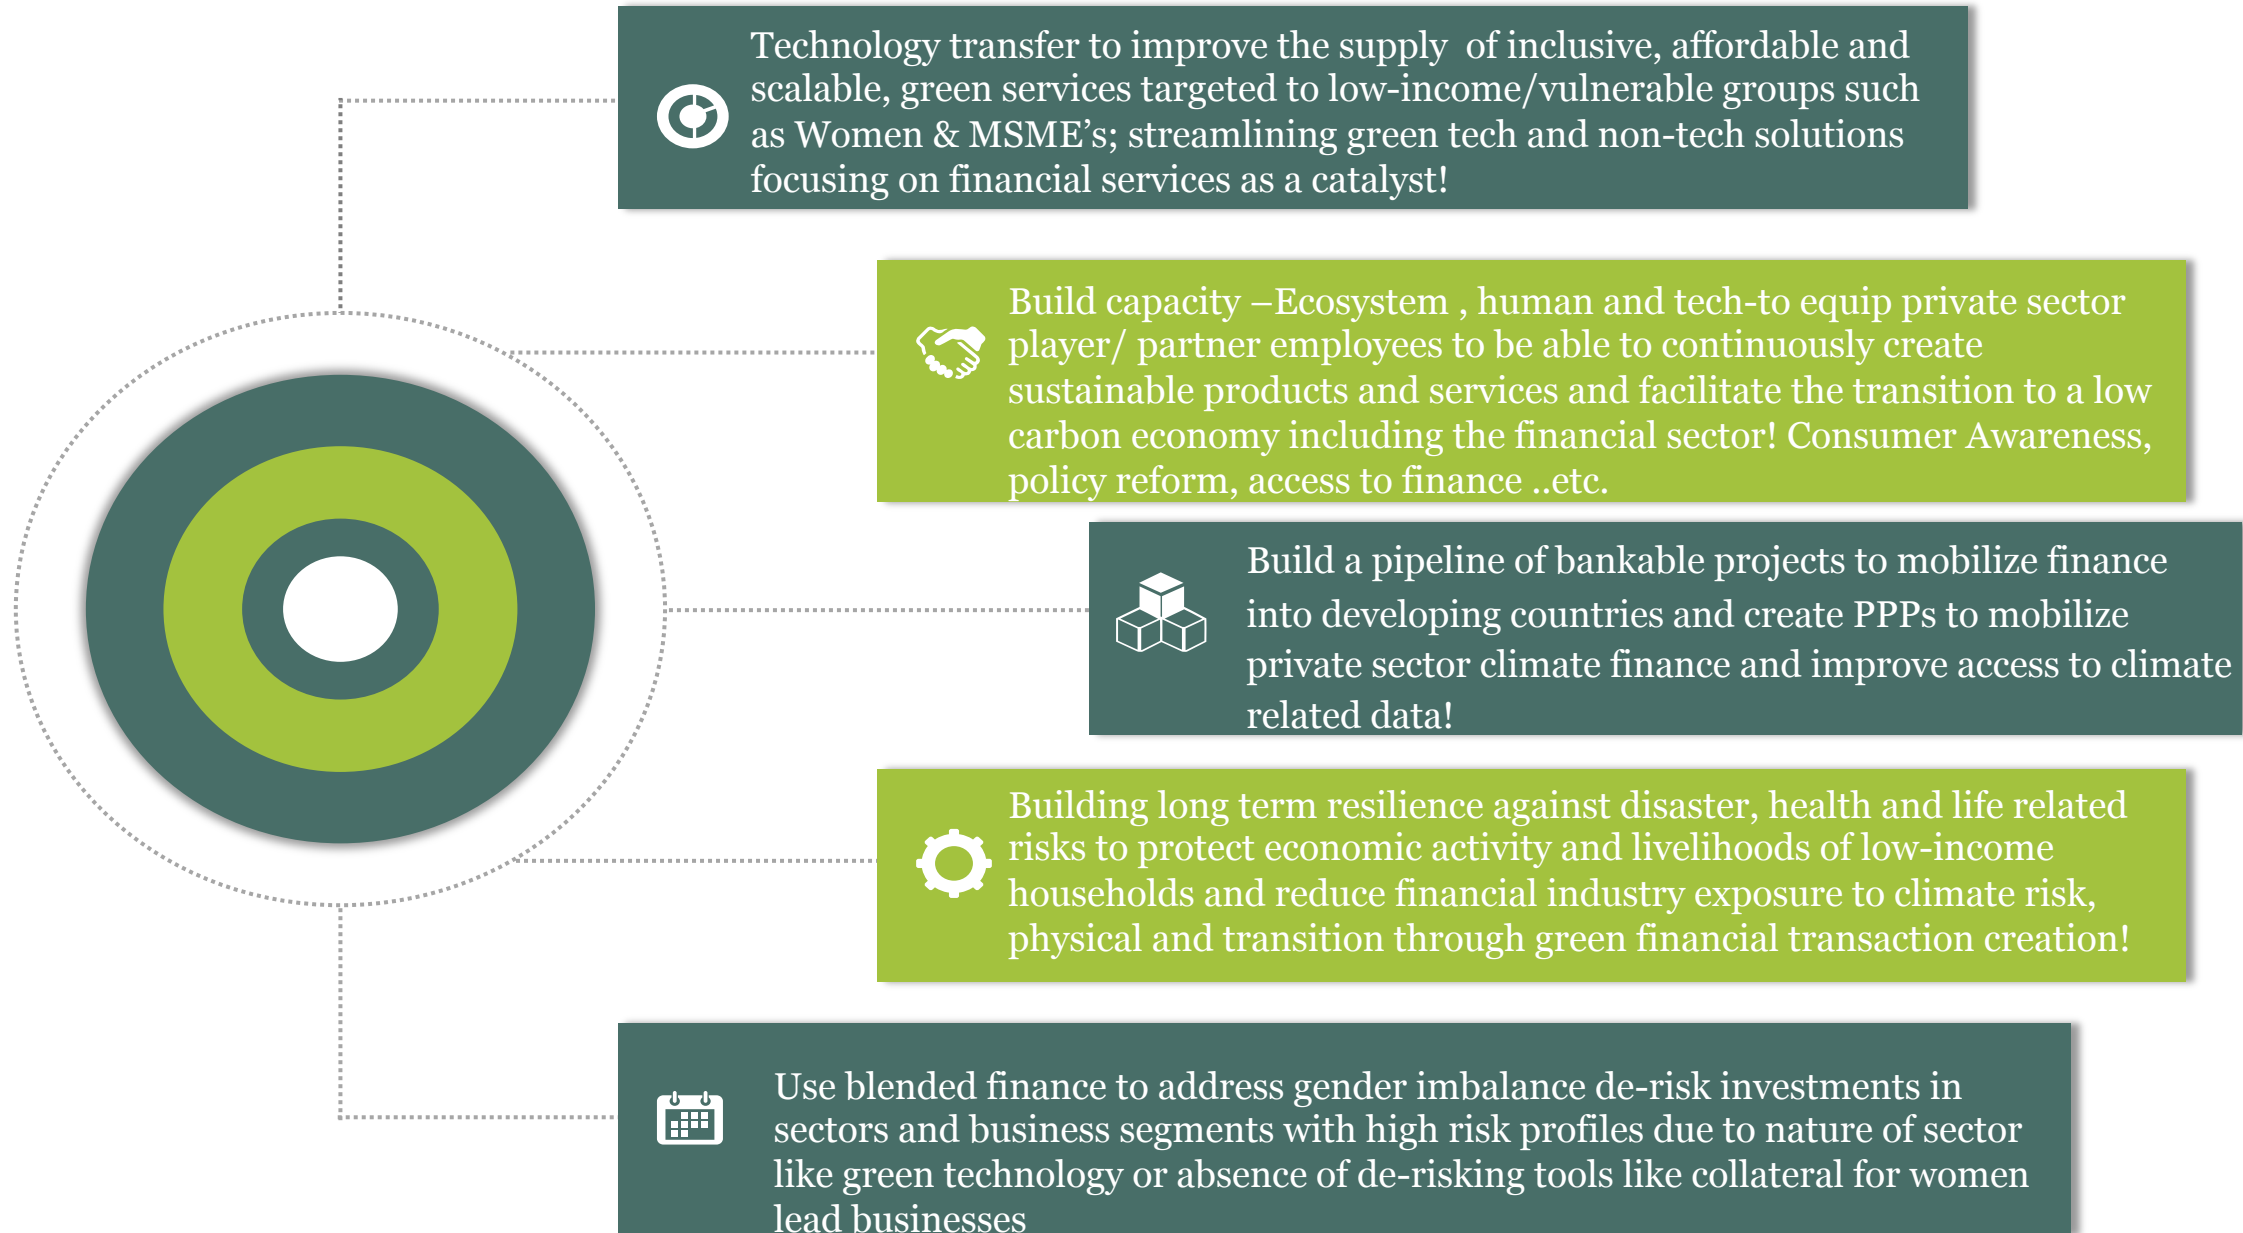 Technology transfer to improve the supply  of inclusive, affordable and
scalable, green services targeted to low-income/vulnerable groups such
as Women & MSME’s; streamlining green tech and non-tech solutions
focusing on financial services as a catalyst!
Build capacity –Ecosystem , human and tech-to equip private sector
player/ partner employees to be able to continuously create
sustainable products and services and facilitate the transition to a low
carbon economy including the financial sector! Consumer Awareness,
policy reform, access to finance ..etc.
Build a pipeline of bankable projects to mobilize finance
into developing countries and create PPPs to mobilize
private sector climate finance and improve access to climate
related data!
Building long term resilience against disaster, health and life related
risks to protect economic activity and livelihoods of low-income
households and reduce financial industry exposure to climate risk,
physical and transition through green financial transaction creation!
Use blended finance to address gender imbalance de-risk investments in
sectors and business segments with high risk profiles due to nature of sector
like green technology or absence of de-risking tools like collateral for women
lead businesses